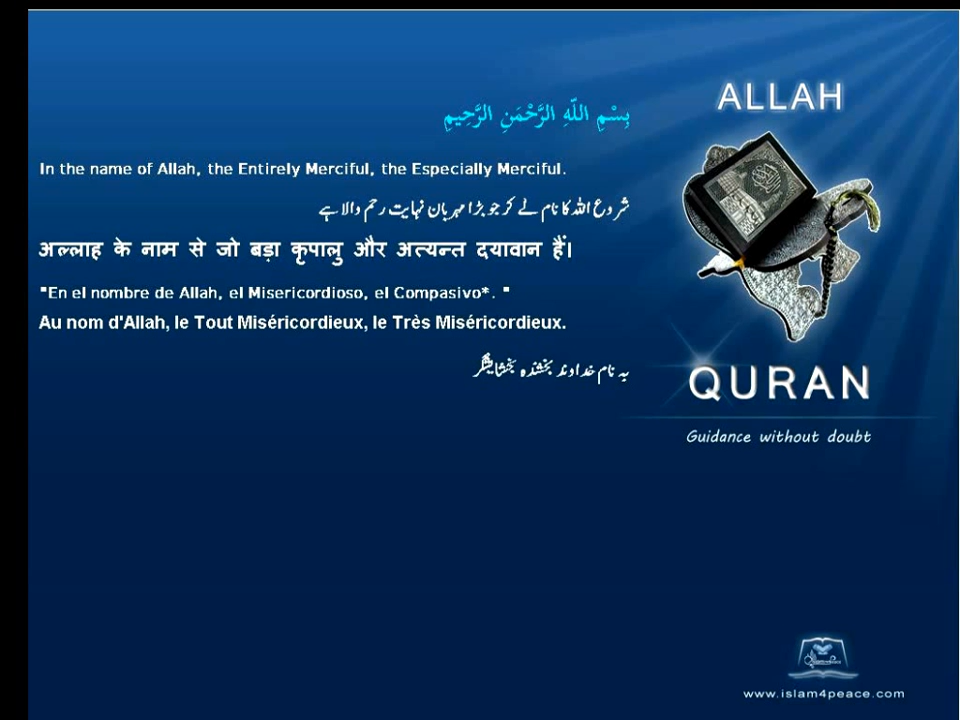 بِسْمِ اللّهِ الرَّحْمَنِ الرَّحِيمِ
In the name of Allah, the Entirely Merciful, the Especially Merciful.
شروع الله کا نام لے کر جو بڑا مہربان نہایت رحم والا ہے
अल्लाह के नाम से जो बड़ा कृपालु और अत्यन्त दयावान हैं।
"En el nombre de Allah, el Misericordioso, el Compasivo*. "
Au nom d'Allah, le Tout Miséricordieux, le Très Miséricordieux.
به نام خداوند بخشنده بخشایشگر
ALLAH
QURAN
Guidance without doubt
www.islam4peace.com